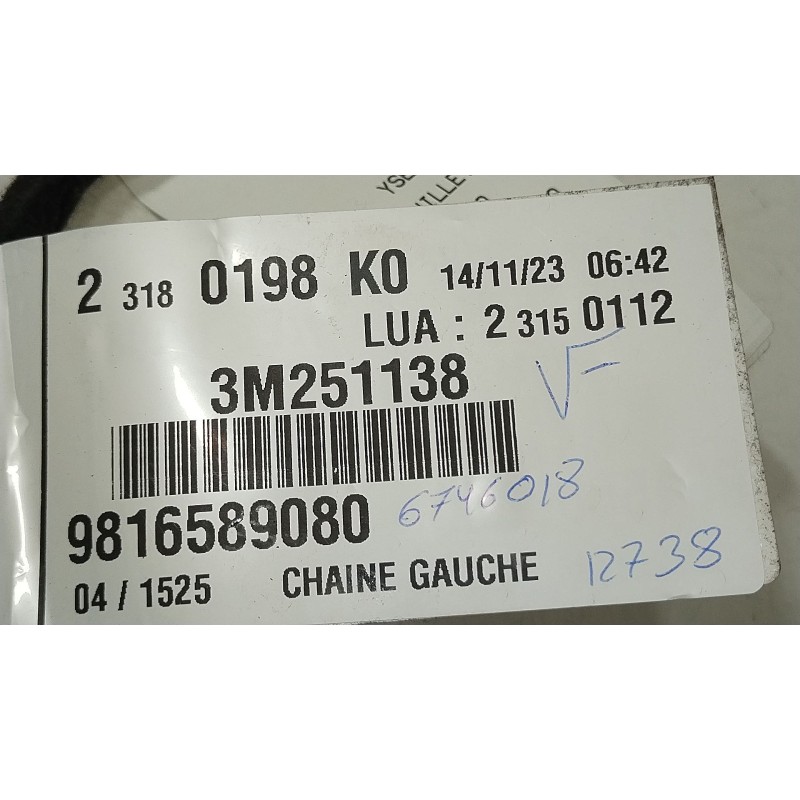 2 318 0198 K0 14/11/23 06:42
LUA : 2 315 0112
3M251138
9816589080 6746018
04 / 1525 CHAINE GAUCHE 12738